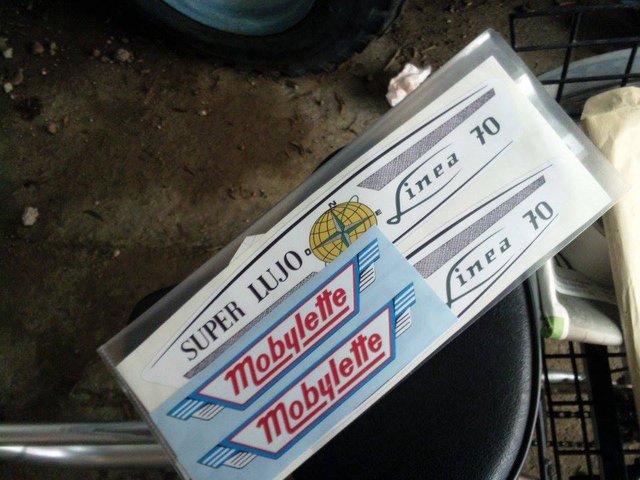 SUPER LUJO
N
O
E
Linea 70
Linea 70
Mobylette
Mobylette